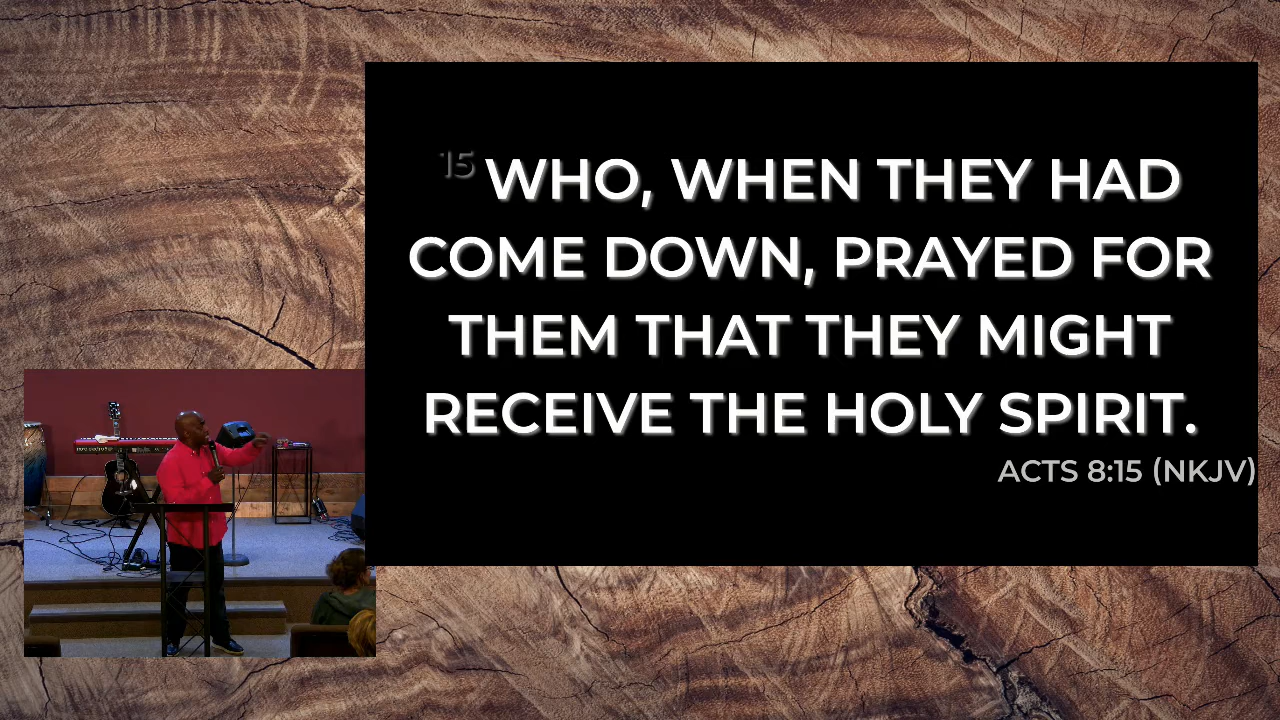 15 WHO, WHEN THEY HAD
COME DOWN, PRAYED FOR
THEM THAT THEY MIGHT
RECEIVE THE HOLY SPIRIT.
ACTS 8:15 (NKJV)